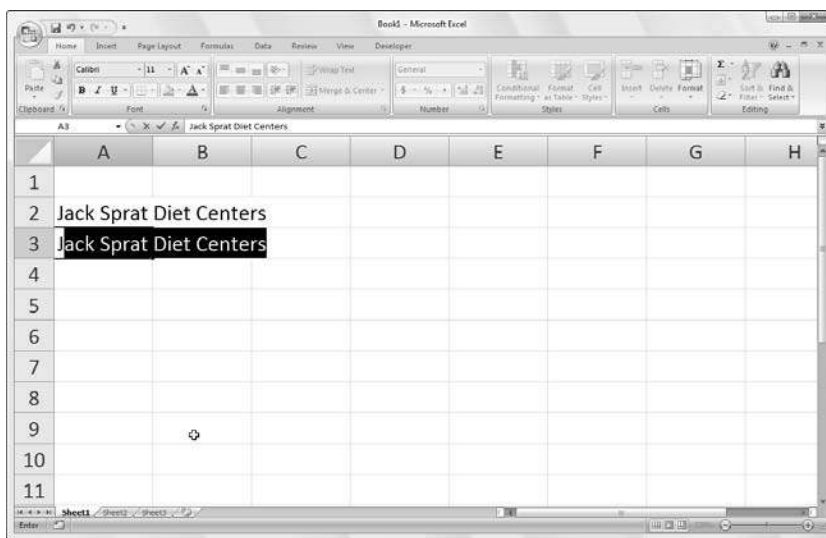 Book1 - Microsoft Excel
Home Insert Page Layout Formulas Data Review View Developer
Calibri 11 A A Wrap Text General Σ
Paste B I U A Merge & Center $ % , Conditional Formatting Format as Table Cell Styles Insert Delete Format Sort & Filter Find & Select
Clipboard Font Alignment Number Styles Cells Editing
A3 fx Jack Sprat Diet Centers
A B C D E F G H
1
2 Jack Sprat Diet Centers
3 Jack Sprat Diet Centers
4
5
6
7
8
9
10
11
Sheet1 Sheet2 Sheet3
Enter